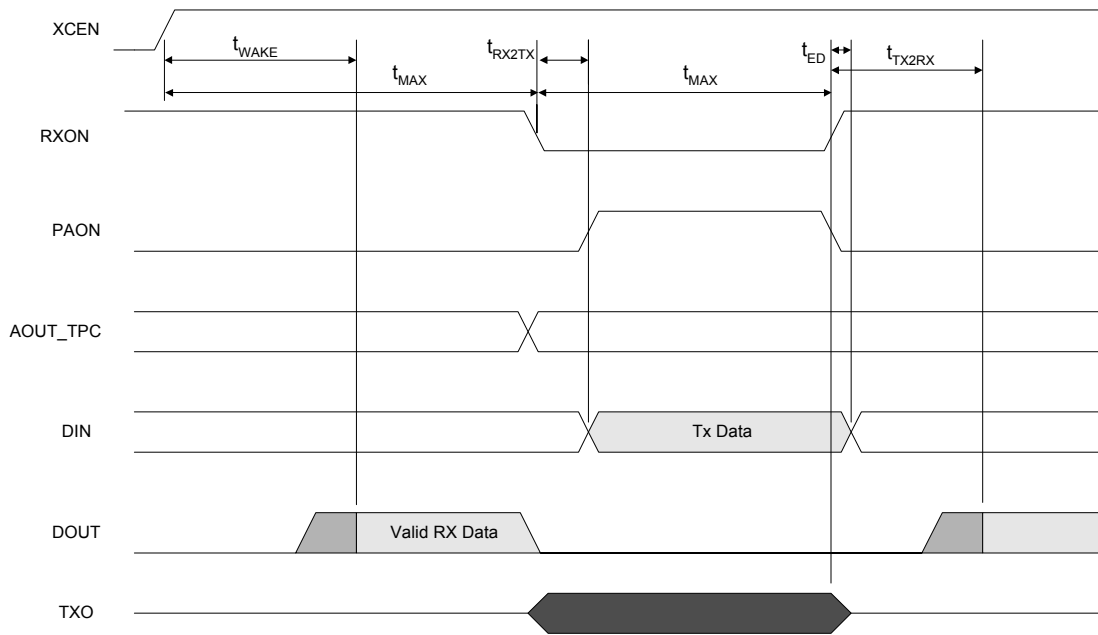 XCEN
tWAKE
tRX2TX
tED
tTX2RX
tMAX
tMAX
RXON
PAON
AOUT_TPC
DIN
Tx Data
DOUT
Valid RX Data
TXO